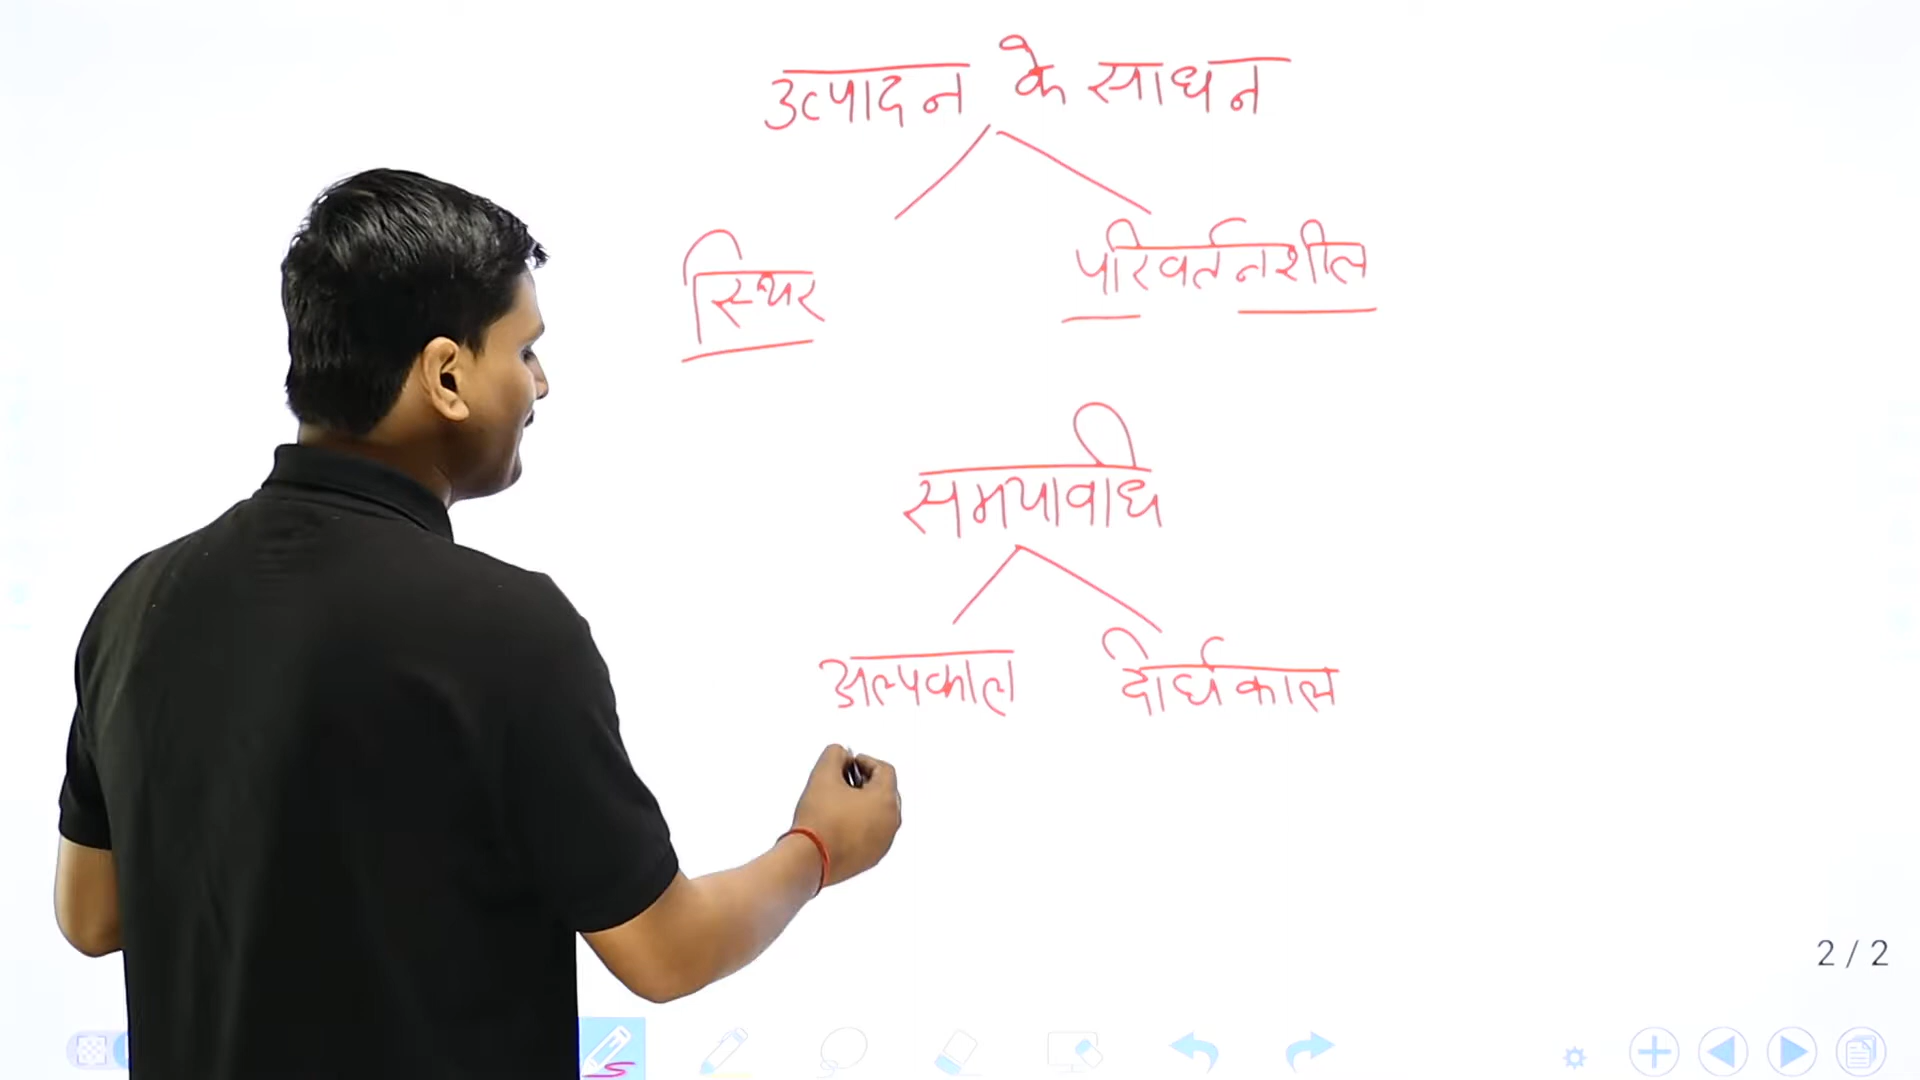 उत्पादन के साधन
स्थिर परिवर्तनशील
समयावधि
अल्पकाल दीर्घकाल
2 / 2